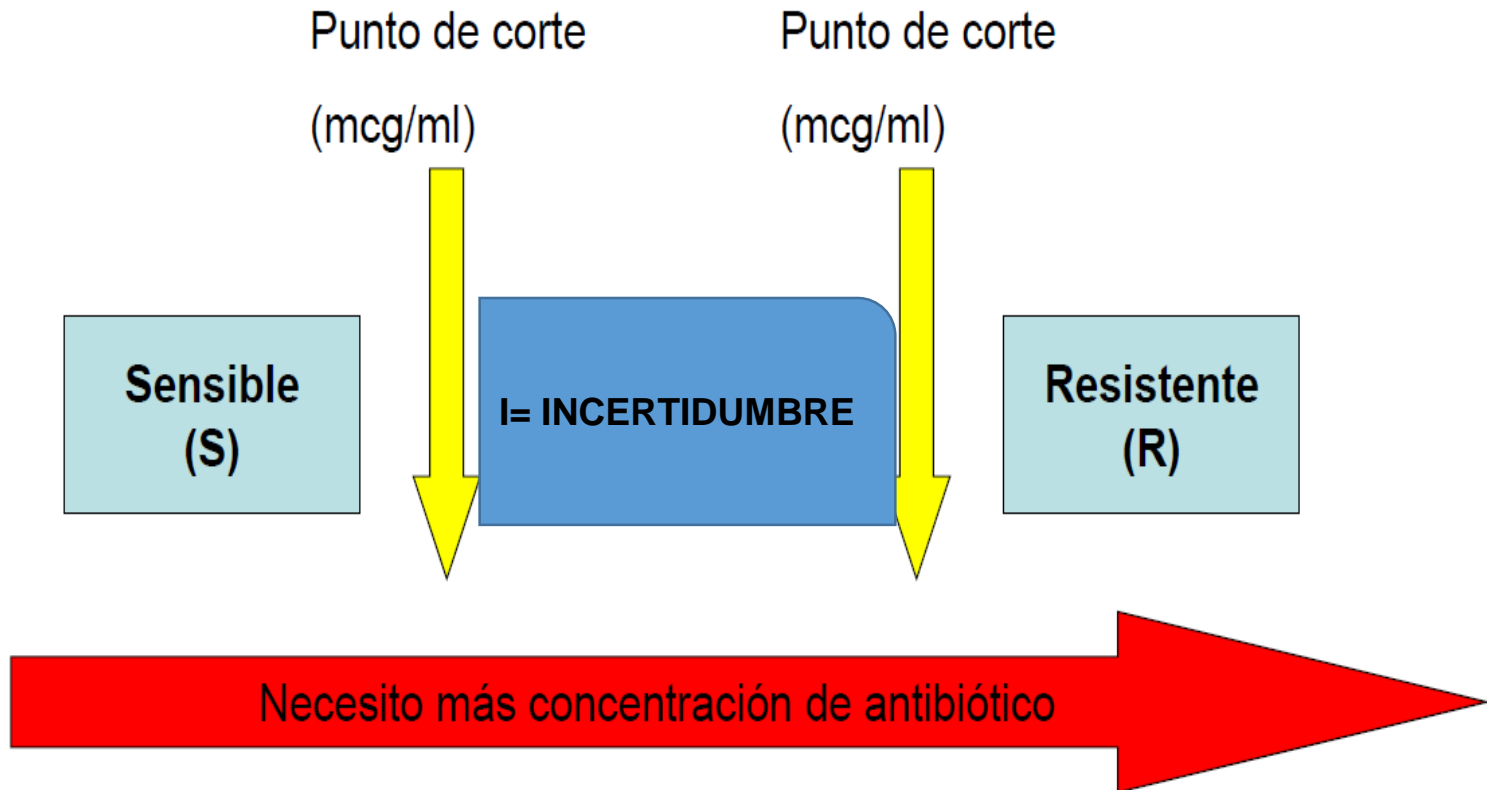 Punto de corte
(mcg/ml)
Punto de corte
(mcg/ml)
Sensible
(S)
I= INCERTIDUMBRE
Resistente
(R)
Necesito más concentración de antibiótico